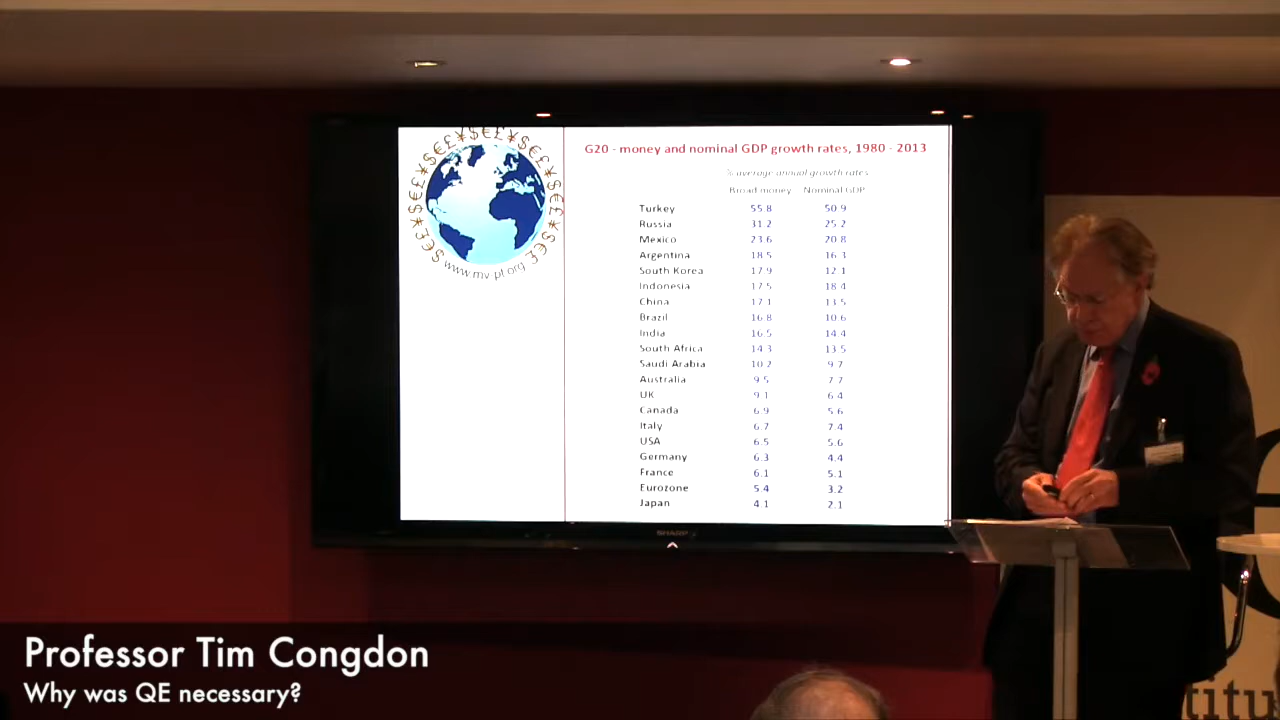 $€£¥$€£¥$€£¥$€£¥$€£¥$€£
www.mv-pt.org
G20 - money and nominal GDP growth rates, 1980 - 2013
% average annual growth rates
Broad money Nominal GDP
Turkey 55.8 50.9
Russia 31.2 25.2
Mexico 23.6 20.8
Argentina 18.5 16.3
South Korea 17.9 12.1
Indonesia 17.5 18.4
China 17.1 13.5
Brazil 16.8 10.6
India 16.5 14.4
South Africa 14.3 13.5
Saudi Arabia 10.2 9.7
Australia 9.5 7.7
UK 9.1 6.4
Canada 6.9 5.6
Italy 6.7 7.4
USA 6.5 5.6
Germany 6.3 4.4
France 6.1 5.1
Eurozone 5.4 3.2
Japan 4.1 2.1
SHARP
Professor Tim Congdon
Why was QE necessary?
titu